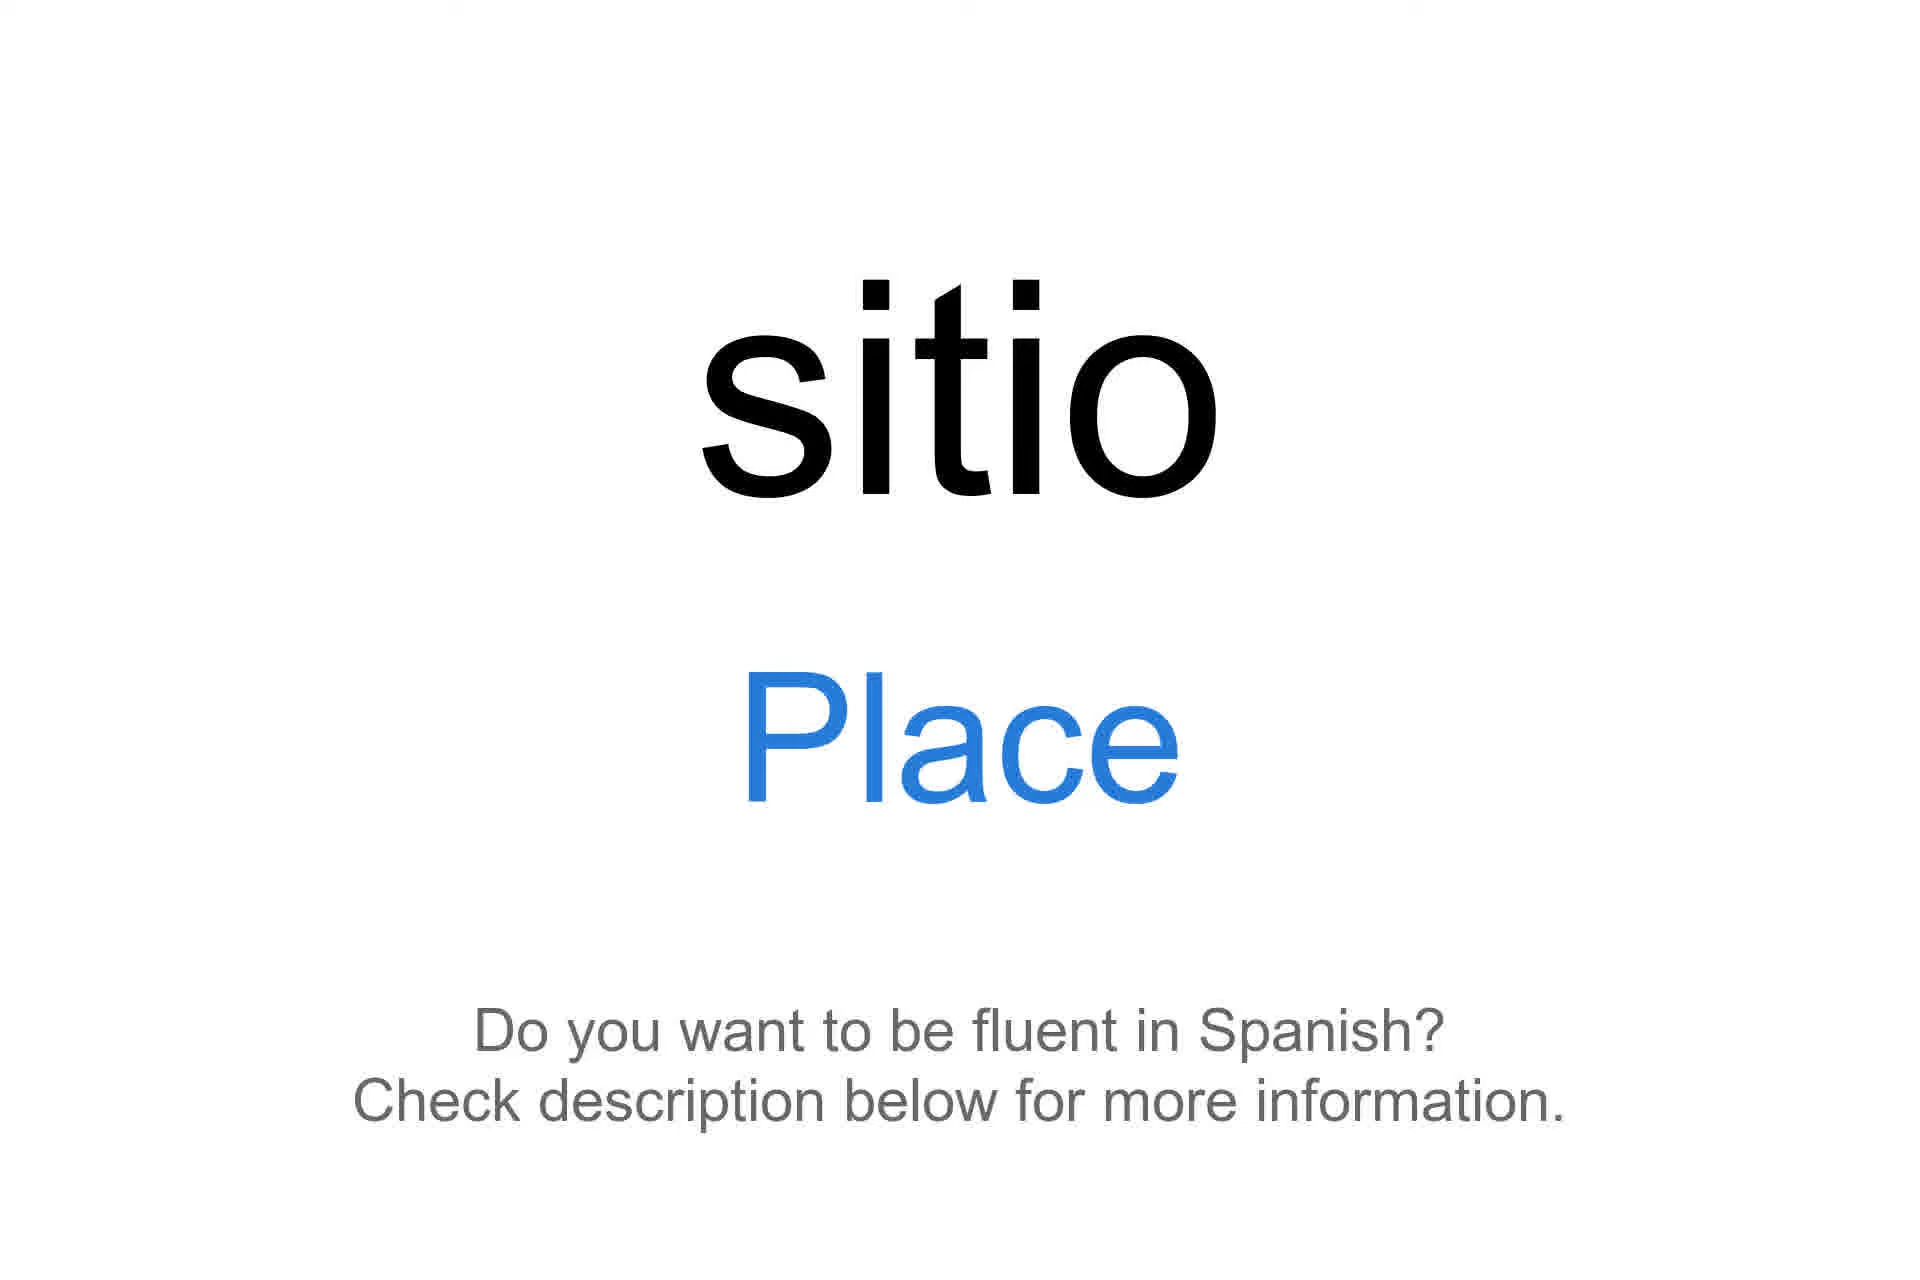 sitio
Place
Do you want to be fluent in Spanish?
Check description below for more information.